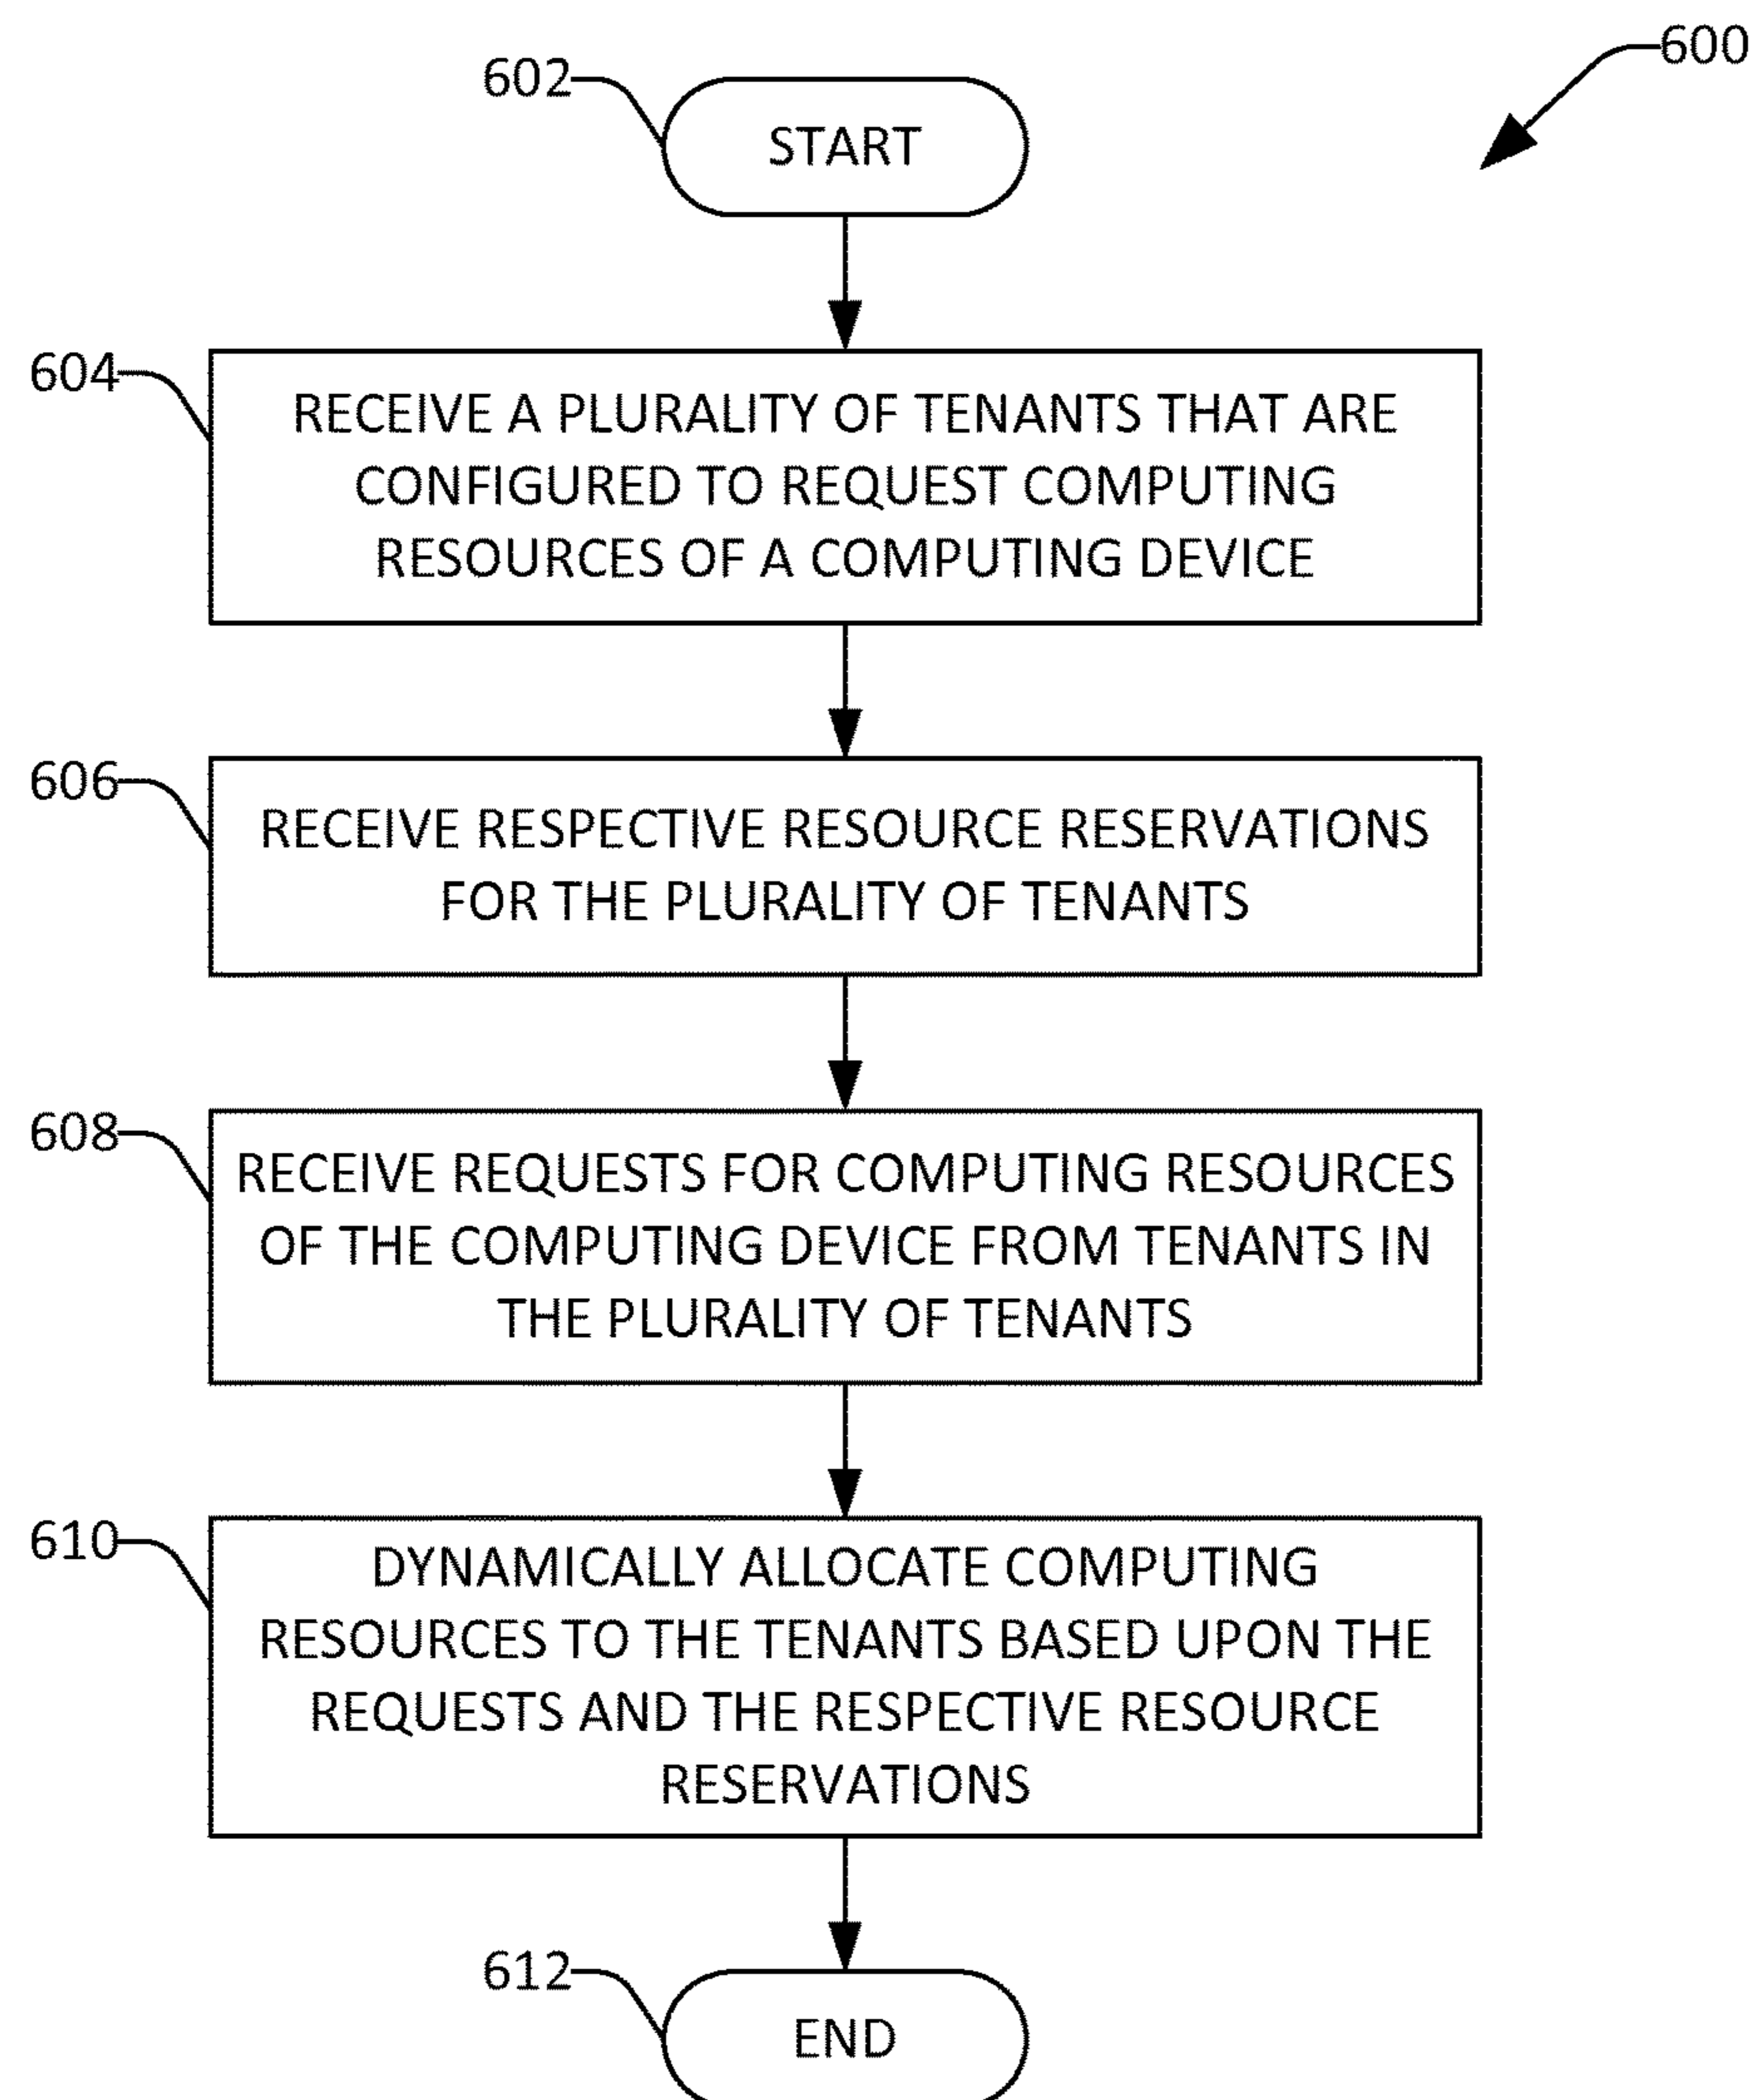 600
602
START
604
RECEIVE A PLURALITY OF TENANTS THAT ARE
CONFIGURED TO REQUEST COMPUTING
RESOURCES OF A COMPUTING DEVICE
606
RECEIVE RESPECTIVE RESOURCE RESERVATIONS
FOR THE PLURALITY OF TENANTS
608
RECEIVE REQUESTS FOR COMPUTING RESOURCES
OF THE COMPUTING DEVICE FROM TENANTS IN
THE PLURALITY OF TENANTS
610
DYNAMICALLY ALLOCATE COMPUTING
RESOURCES TO THE TENANTS BASED UPON THE
REQUESTS AND THE RESPECTIVE RESOURCE
RESERVATIONS
612
END